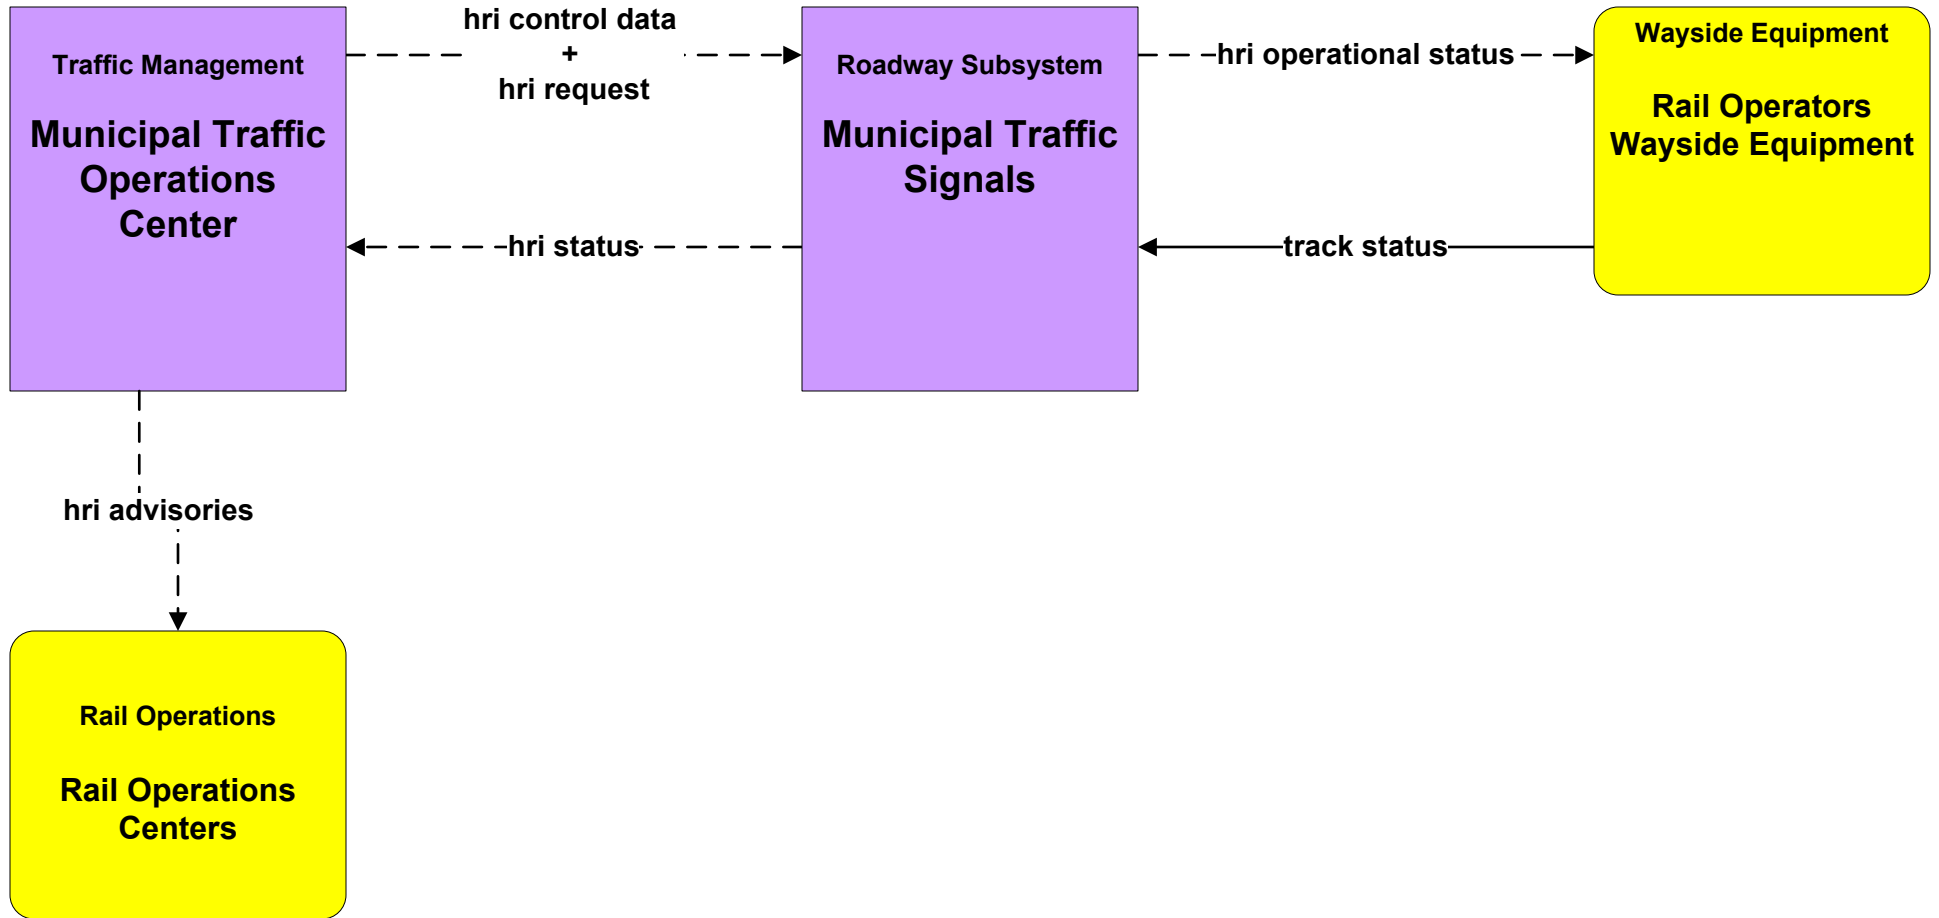 Traffic Management
Municipal Traffic
Operations
Center
hri control data
+
hri request
Roadway Subsystem
Municipal Traffic
Signals
hri operational status
Wayside Equipment
Rail Operators
Wayside Equipment
hri status
track status
hri advisories
Rail Operations
Rail Operations
Centers